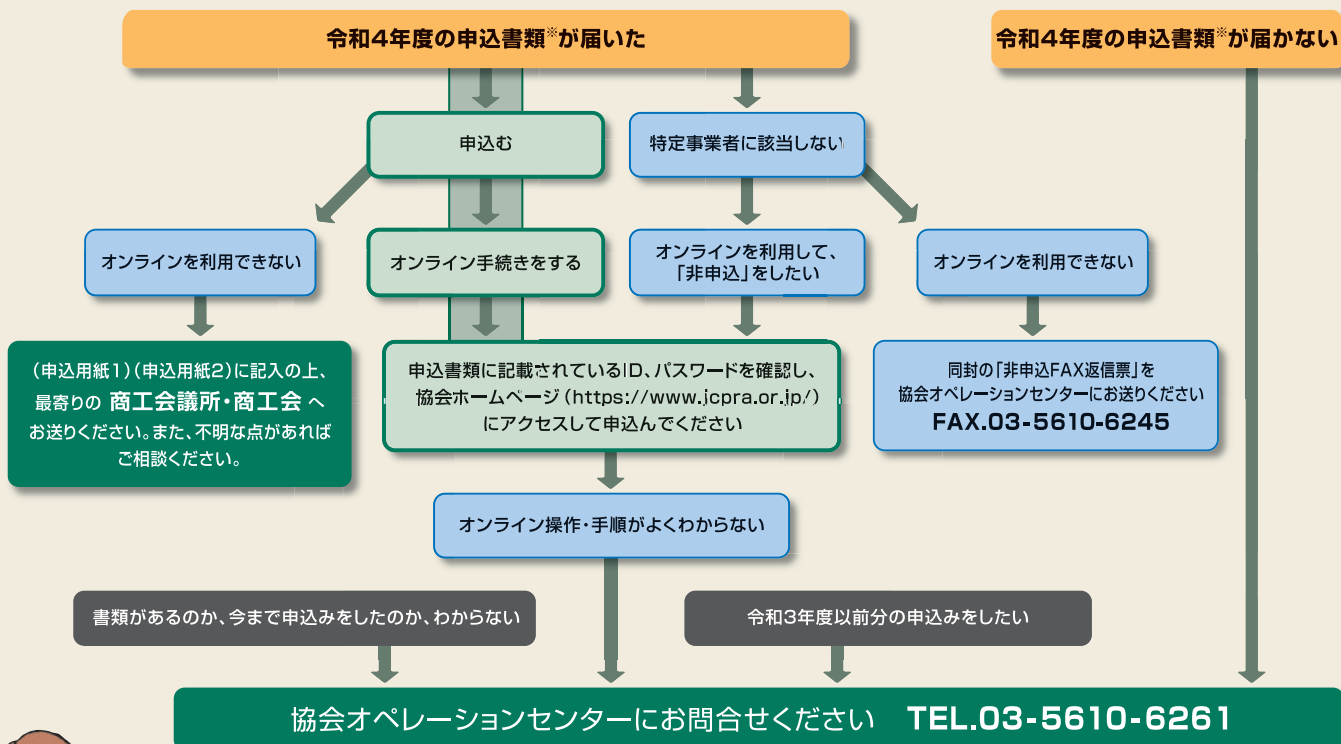 令和4年度の申込書類※が届いた
令和4年度の申込書類※が届かない
申込む
特定事業者に該当しない
オンラインを利用できない
オンライン手続きをする
オンラインを利用して、
「非申込」をしたい
オンラインを利用できない
(申込用紙1)(申込用紙2)に記入の上、
最寄りの 商工会議所・商工会 へ
お送りください。また、不明な点があれば
ご相談ください。
申込書類に記載されているID、パスワードを確認し、
協会ホームページ(https://www.jcpra.or.jp/)
にアクセスして申込んでください
同封の「非申込FAX返信票」を
協会オペレーションセンターにお送りください
FAX.03-5610-6245
オンライン操作・手順がよくわからない
書類があるのか、今まで申込みをしたのか、わからない
令和3年度以前分の申込みをしたい
協会オペレーションセンターにお問合せください TEL.03-5610-6261